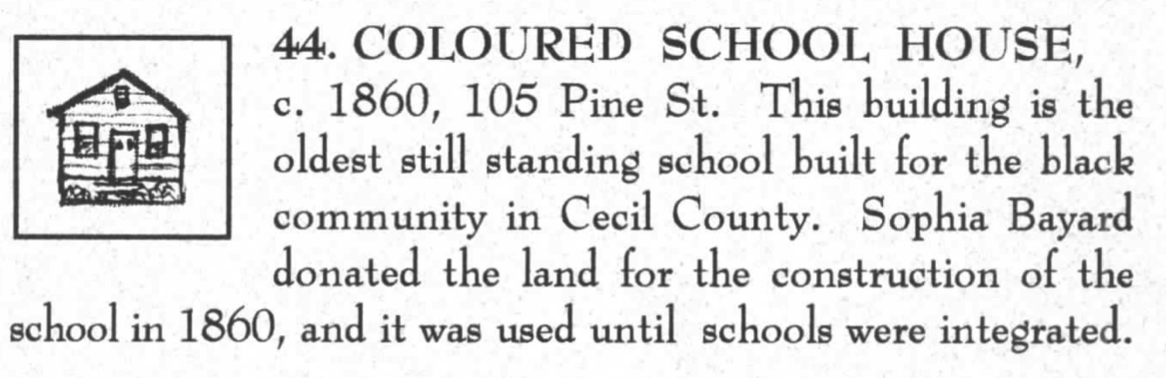 44. COLOURED SCHOOL HOUSE,
c. 1860, 105 Pine St. This building is the
oldest still standing school built for the black
community in Cecil County. Sophia Bayard
donated the land for the construction of the
school in 1860, and it was used until schools were integrated.